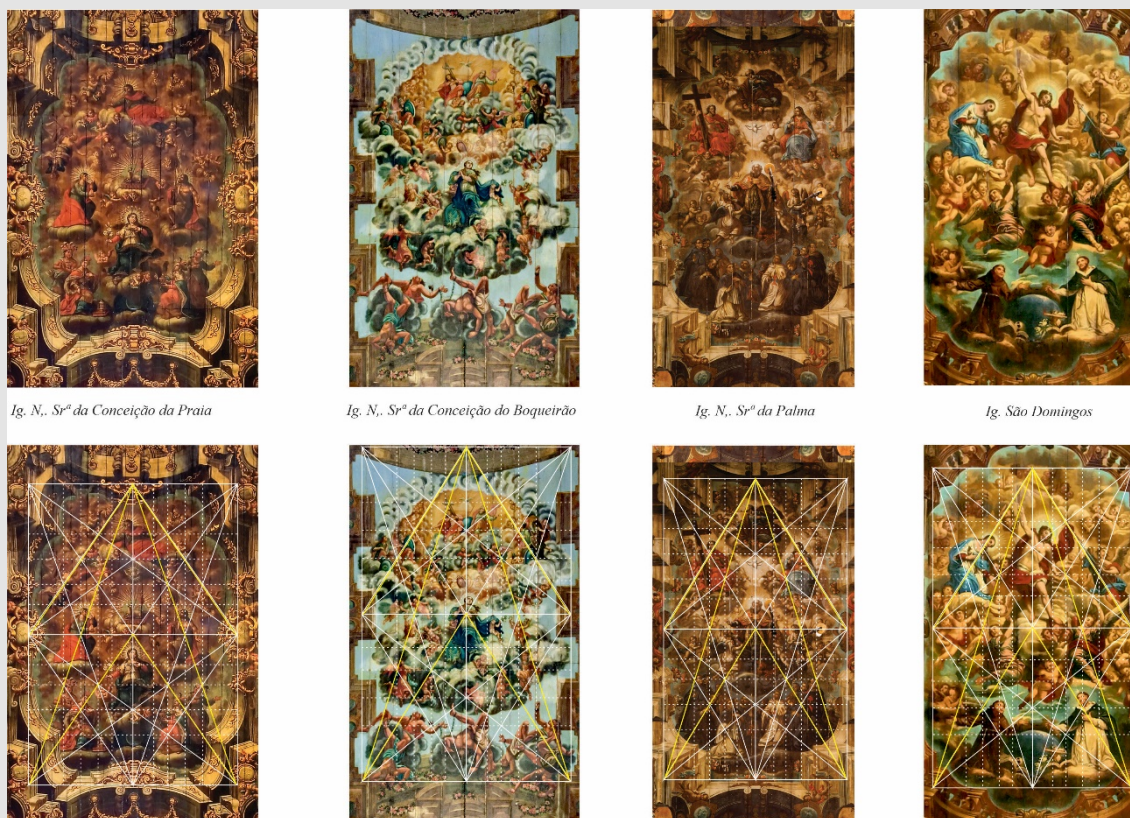 Ig. N,. Srª da Conceição da Praia
Ig. N,. Srª da Conceição do Boqueirão
Ig. N,. Srº da Palma
Ig. São Domingos